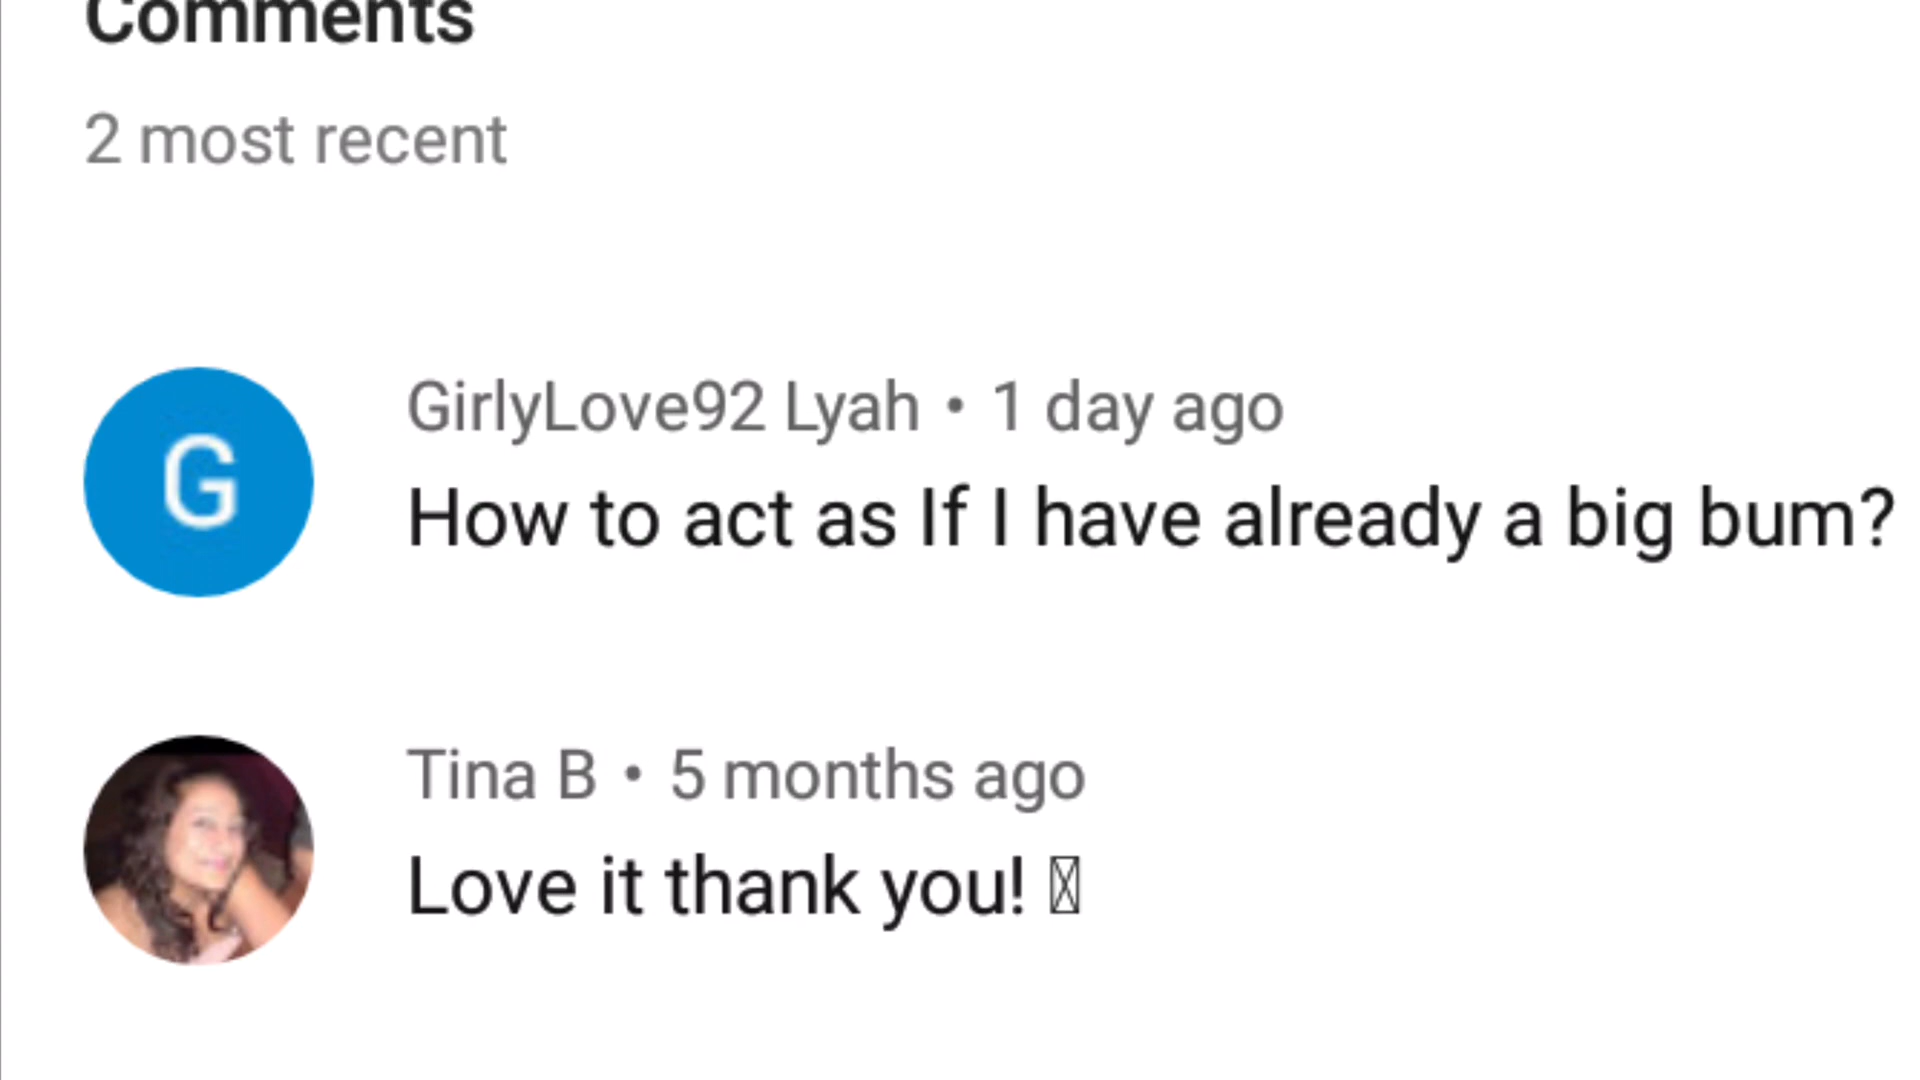 Comments
2 most recent
G
GirlyLove92 Lyah • 1 day ago
How to act as If I have already a big bum?
Tina B • 5 months ago
Love it thank you!